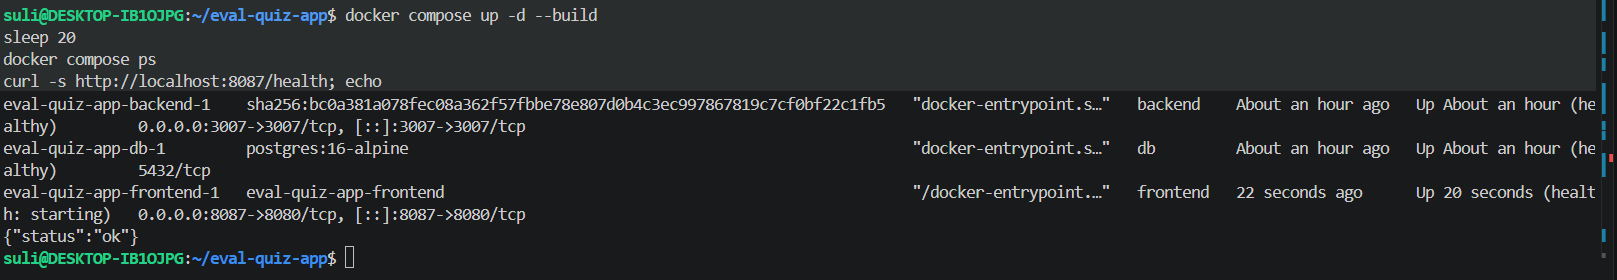 suli@DESKTOP-IB1OJPG:~/eval-quiz-app$ docker compose up -d --build
sleep 20
docker compose ps
curl -s http://localhost:8087/health; echo
eval-quiz-app-backend-1    sha256:bc0a381a078fec08a362f57fbbe78e807d0b4c3ec997867819c7cf0bf22c1fb5   "docker-entrypoint.s…"   backend    About an hour ago   Up About an hour (he
althy)         0.0.0.0:3007->3007/tcp, [::]:3007->3007/tcp
eval-quiz-app-db-1         postgres:16-alpine                                                        "docker-entrypoint.s…"   db         About an hour ago   Up About an hour (he
althy)         5432/tcp
eval-quiz-app-frontend-1   eval-quiz-app-frontend                                                    "/docker-entrypoint.…"   frontend   22 seconds ago      Up 20 seconds (healt
h: starting)   0.0.0.0:8087->8080/tcp, [::]:8087->8080/tcp
{"status":"ok"}
suli@DESKTOP-IB1OJPG:~/eval-quiz-app$